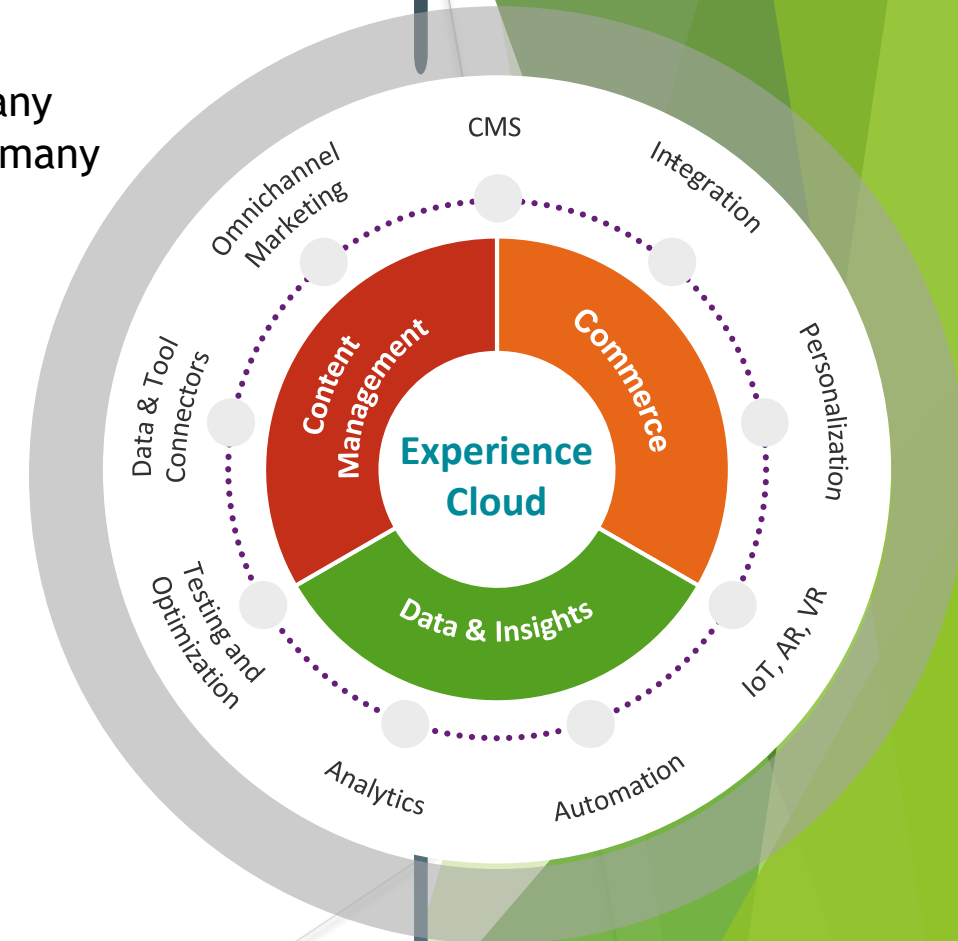 any
many
CMS
Integration
Personalization
IoT, AR, VR
Automation
Analytics
Testing and
Optimization
Data & Tool
Connectors
Omnichannel
Marketing
Content
Management
Commerce
Data & Insights
Experience
Cloud